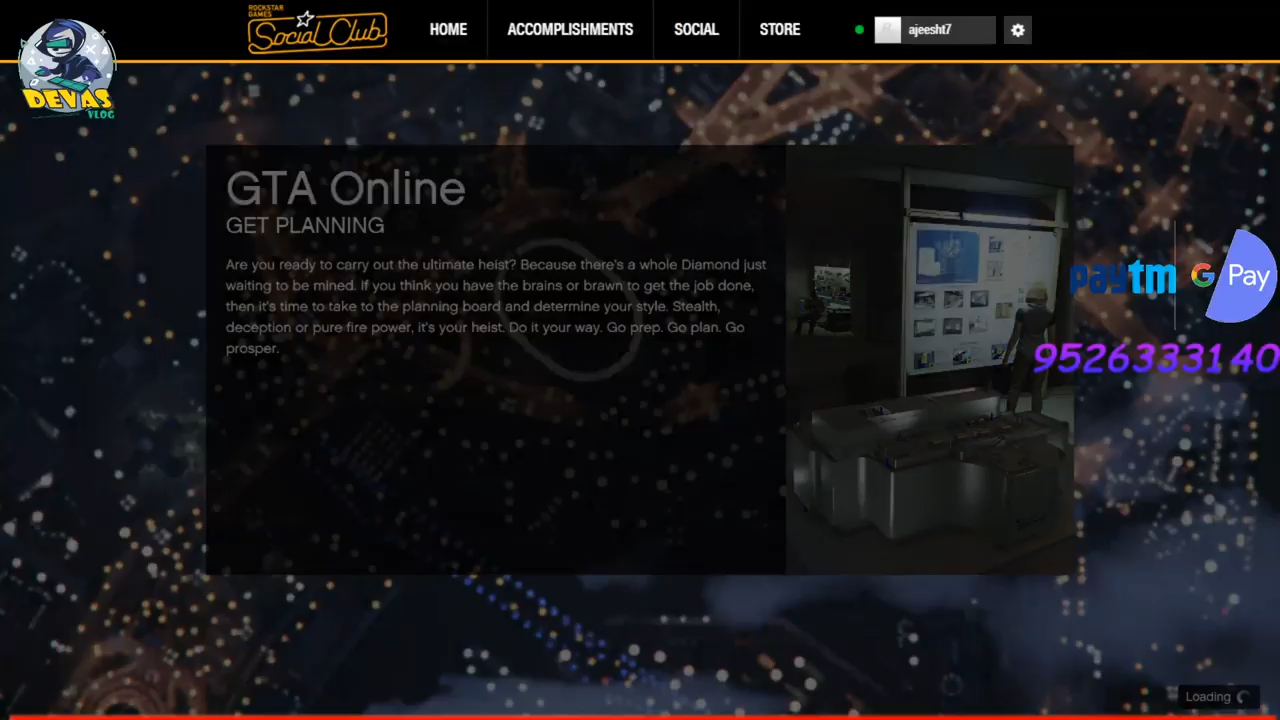 ROCKSTAR
GAMES
Social Club
HOME
ACCOMPLISHMENTS
SOCIAL
STORE
ajeesht7
DEVAS
VLOG
GTA Online
GET PLANNING
Are you ready to carry out the ultimate heist? Because there's a whole Diamond just
waiting to be mined. If you think you have the brains or brawn to get the job done,
then it's time to take to the planning board and determine your style. Stealth,
deception or pure fire power, it's your heist. Do it your way. Go prep. Go plan. Go
prosper.
paytm
G Pay
9526333140
Loading